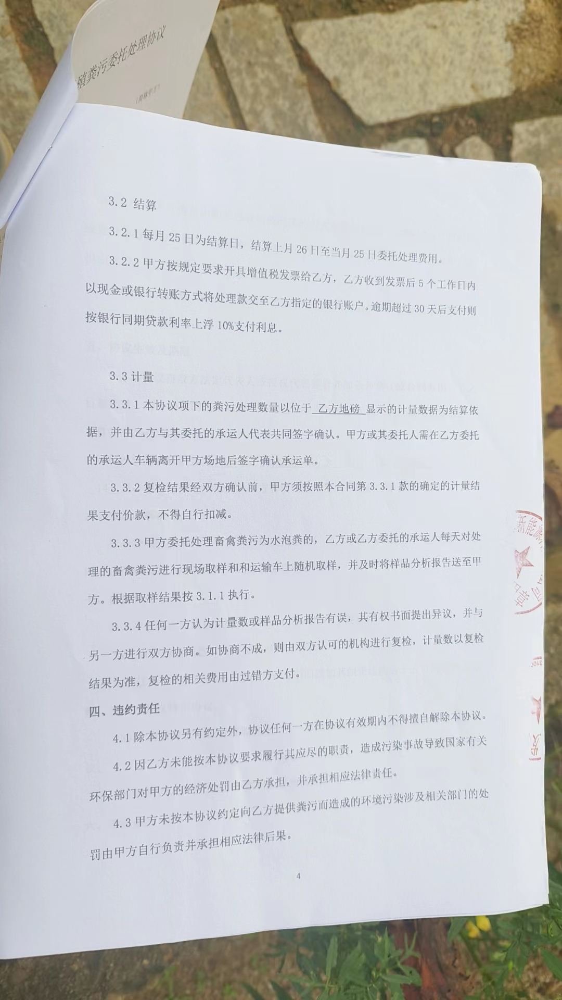 殖粪污委托处理协议
(简称甲方)
3.2 结算
3.2.1 每月 25 日为结算日，结算上月 26 日至当月 25 日委托处理费用。
3.2.2 甲方按规定要求开具增值税发票给乙方，乙方收到发票后 5 个工作日内
以现金或银行转账方式将处理款交至乙方指定的银行账户。逾期超过 30 天后支付则
按银行同期贷款利率上浮 10%支付利息。
3.3 计量
3.3.1 本协议项下的粪污处理数量以位于 乙方地磅 显示的计量数据为结算依
据，并由乙方与其委托的承运人代表共同签字确认。甲方或其委托人需在乙方委托
的承运人车辆离开甲方场地后签字确认承运单。
3.3.2 复检结果经双方确认前，甲方须按照本合同第 3.3.1 款的确定的计量结
果支付价款，不得自行扣减。
3.3.3 甲方委托处理畜禽粪污为水泡粪的，乙方或乙方委托的承运人每天对处
理的畜禽粪污进行现场取样和和运输车上随机取样，并及时将样品分析报告送至甲
方。根据取样结果按 3.1.1 执行。
3.3.4 任何一方认为计量数或样品分析报告有误，其有权书面提出异议，并与
另一方进行双方协商。如协商不成，则由双方认可的机构进行复检，计量数以复检
结果为准，复检的相关费用由过错方支付。
四、违约责任
4.1 除本协议另有约定外，协议任何一方在协议有效期内不得擅自解除本协议。
4.2 因乙方未能按本协议要求履行其应尽的职责，造成污染事故导致国家有关
环保部门对甲方的经济处罚由乙方承担，并承担相应法律责任。
4.3 甲方未按本协议约定向乙方提供粪污而造成的环境污染涉及相关部门的处
罚由甲方自行负责并承担相应法律后果。
4
新能源
司
章
310
发